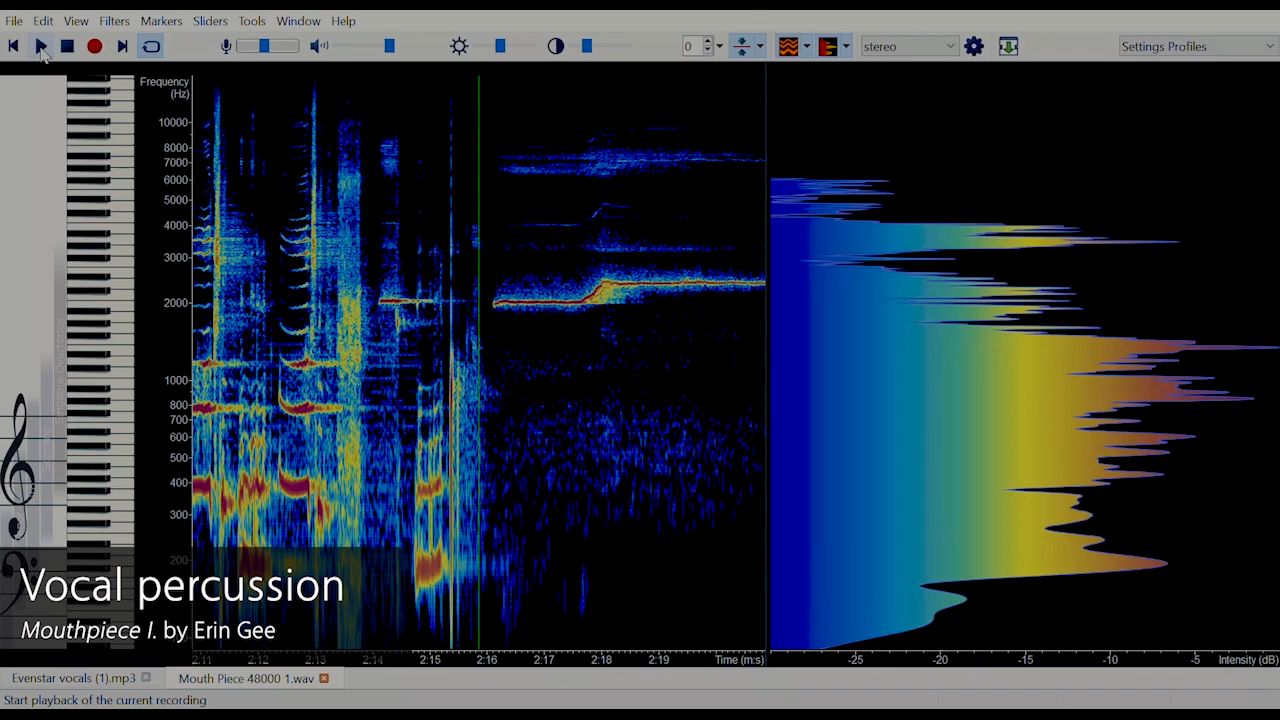 File Edit View Filters Markers Sliders Tools Window Help
0 stereo Settings Profiles
Frequency
(Hz)
10000
8000
7000
6000
5000
4000
3000
2000
1000
800
700
600
500
400
300
200
Vocal percussion
Mouthpiece I. by Erin Gee
2:11 2:12 2:13 2:14 2:15 2:16 2:17 2:18 2:19 Time (m:s) -25 -20 -15 -10 -5 Intensity (dB)
Evenstar vocals (1).mp3 Mouth Piece 48000 1.wav
Start playback of the current recording